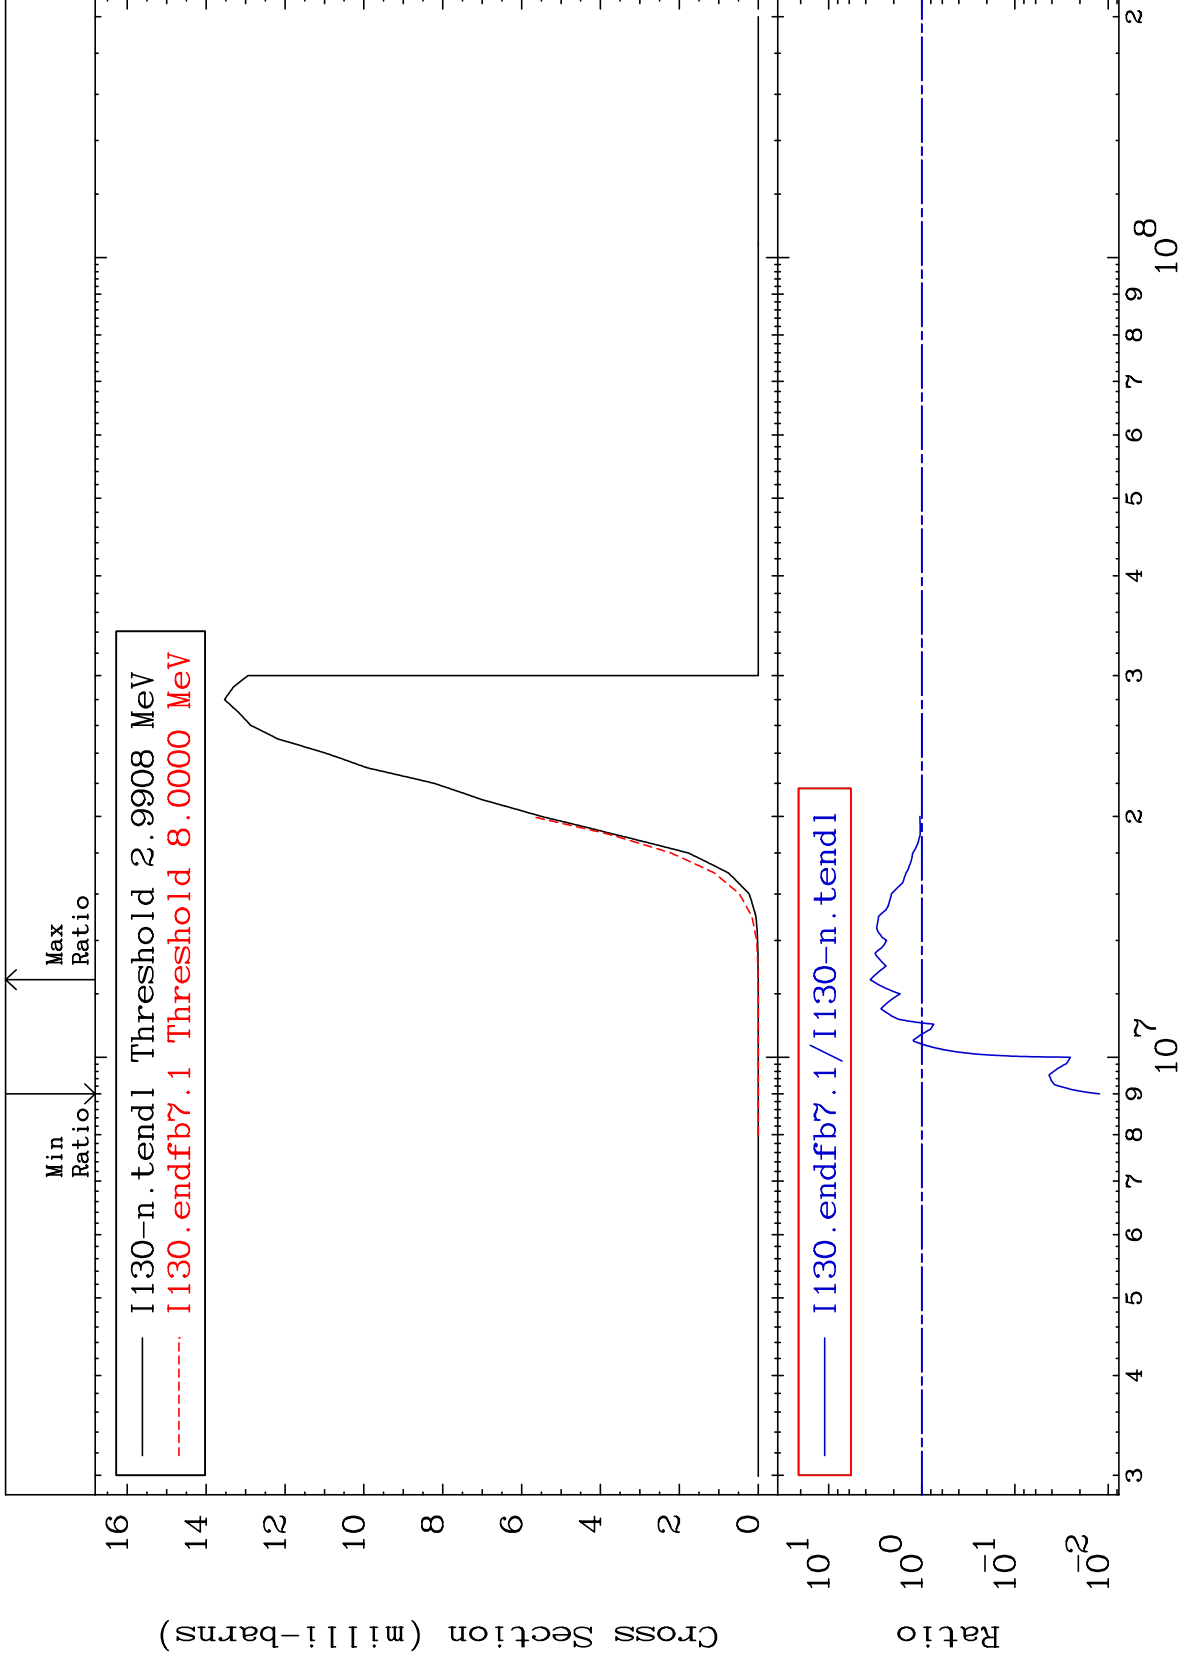 Max
Ratio
Min
Ratio
I130-n.tendl Threshold 2.9908 MeV
I130.endfb7.1 Threshold 8.0000 MeV
Cross Section (milli-barns)
16
14
12
10
8
6
4
2
0
I130.endfb7.1/I130-n.tendl
Ratio
10^1
10^0
10^-1
10^-2
3 4 5 6 7 8 9 10^7 2 3 4 5 6 7 8 9 10^8 2